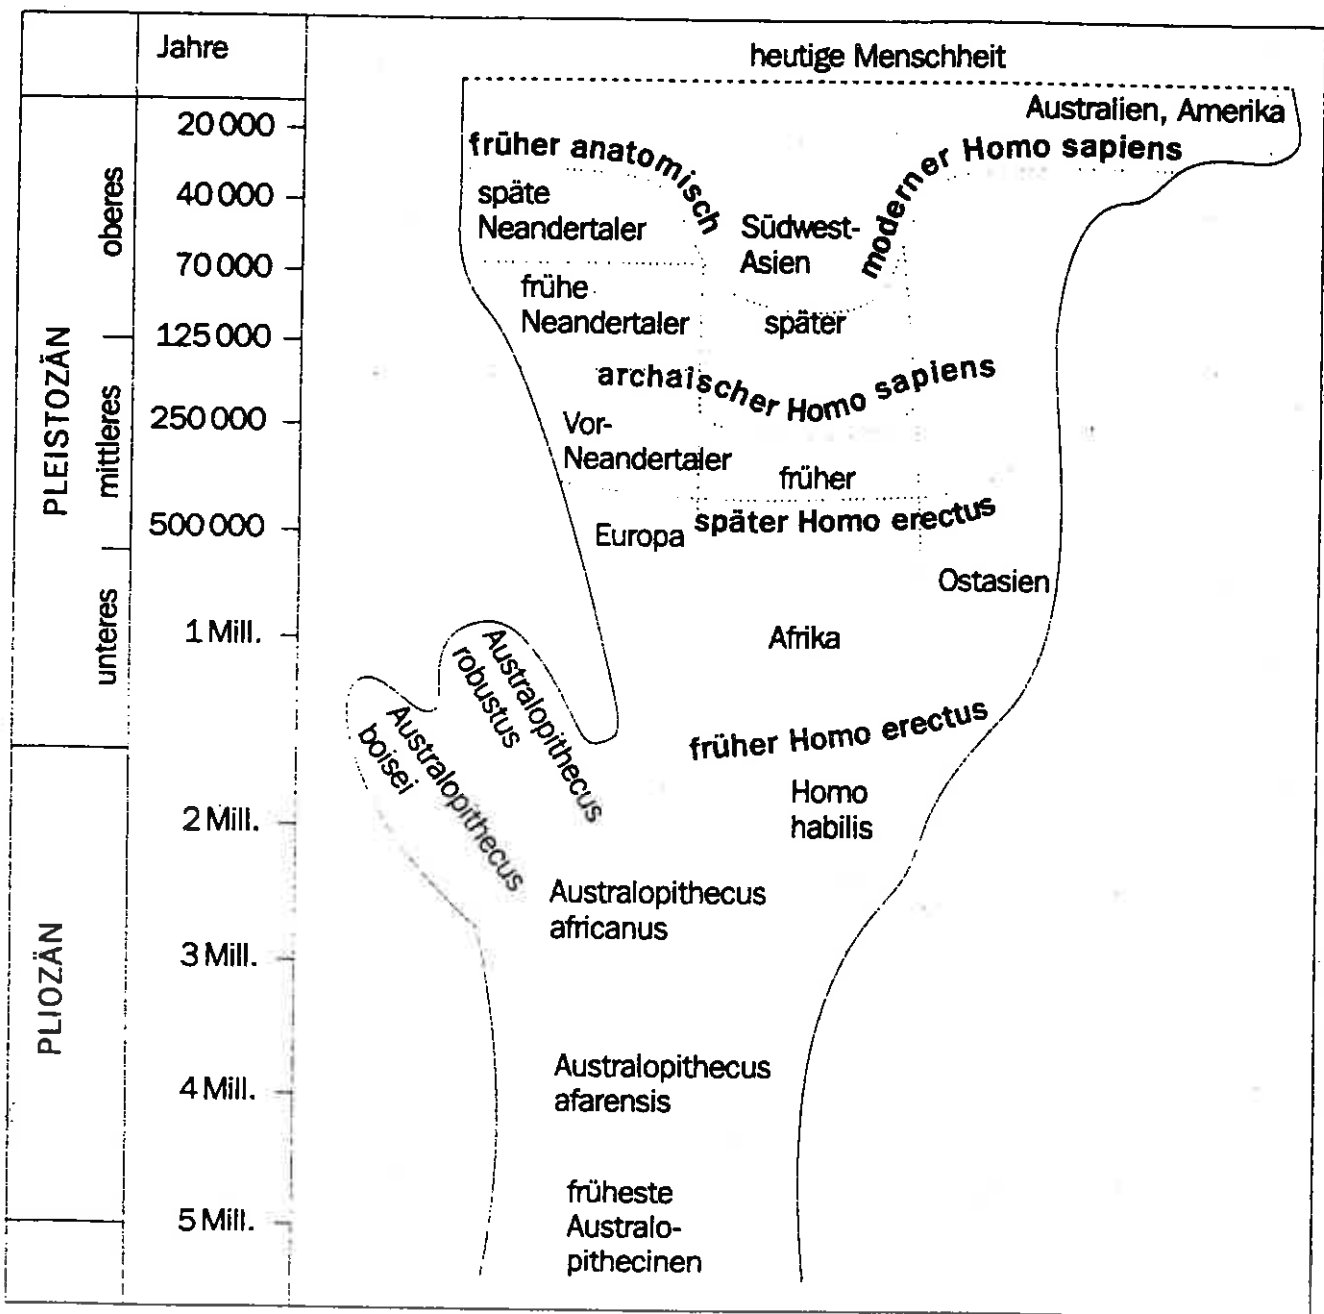 Jahre
heutige Menschheit
Australien, Amerika
20 000
früher anatomisch
moderner Homo sapiens
oberes
40 000
späte
Neandertaler
Südwest-
Asien
70 000
frühe
Neandertaler
125 000
später
PLEISTOZÄN
mittleres
archaischer Homo sapiens
250 000
Vor-
Neandertaler
früher
500 000
später Homo erectus
Europa
Ostasien
unteres
1 Mill.
Afrika
Australopithecus
robustus
Australopithecus
boisei
früher Homo erectus
Homo
habilis
2 Mill.
Australopithecus
africanus
PLIOZÄN
3 Mill.
Australopithecus
afarensis
4 Mill.
früheste
Australo-
pithecinen
5 Mill.